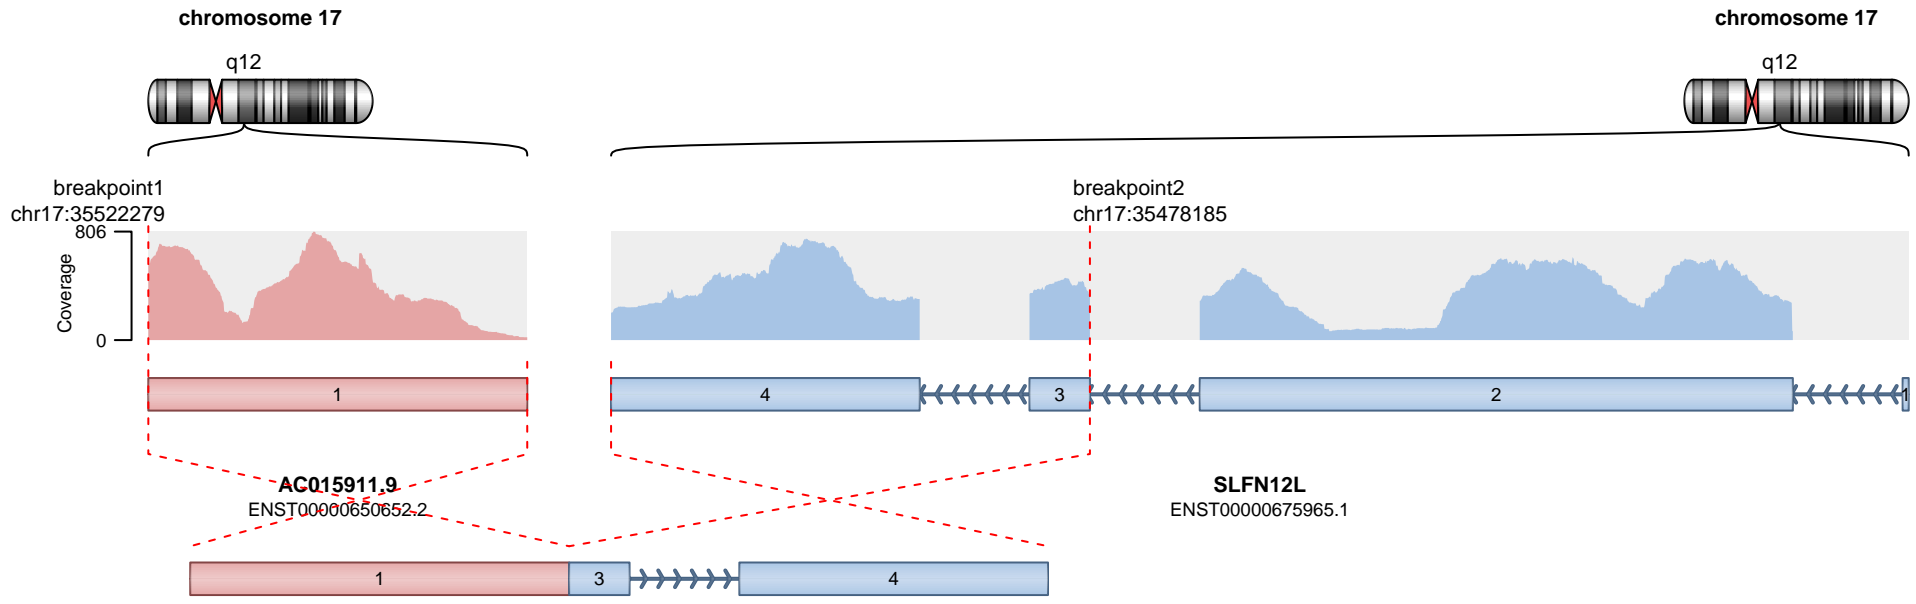 chromosome 17
chromosome 17
q12
q12
breakpoint1
chr17:35522279
breakpoint2
chr17:35478185
806
Coverage
0
1
4
3
2
1
AC015911.9
ENST00000650652.2
SLFN12L
ENST00000675965.1
1
3
4